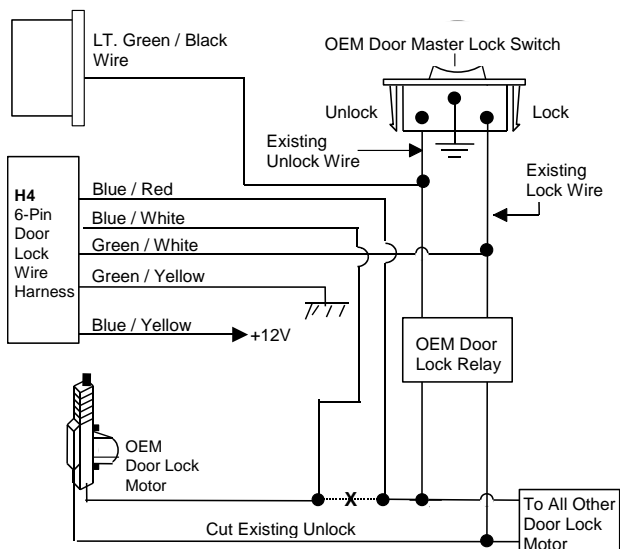 LT. Green / Black
Wire
OEM Door Master Lock Switch
Unlock
Lock
Existing
Unlock Wire
Existing
Lock Wire
H4
6-Pin
Door
Lock
Wire
Harness
Blue / Red
Blue / White
Green / White
Green / Yellow
Blue / Yellow
+12V
OEM Door
Lock Relay
OEM
Door Lock
Motor
X
Cut Existing Unlock
To All Other
Door Lock
Motor